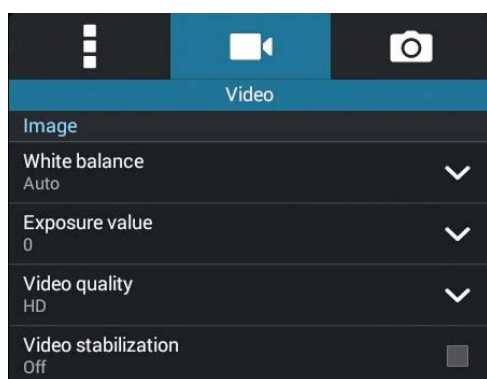 Video
Image
White balance
Auto
Exposure value
0
Video quality
HD
Video stabilization
Off